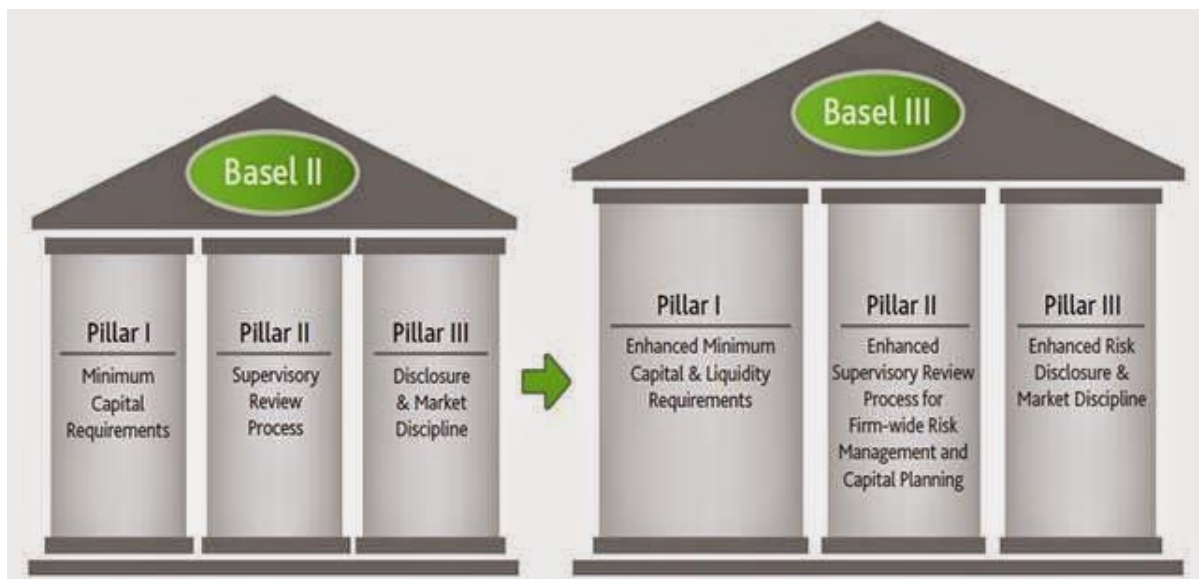 Basel II
Pillar I
Minimum
Capital
Requirements
Pillar II
Supervisory
Review
Process
Pillar III
Disclosure
& Market
Discipline
Basel III
Pillar I
Enhanced Minimum
Capital & Liquidity
Requirements
Pillar II
Enhanced
Supervisory Review
Process for
Firm-wide Risk
Management and
Capital Planning
Pillar III
Enhanced Risk
Disclosure &
Market Discipline